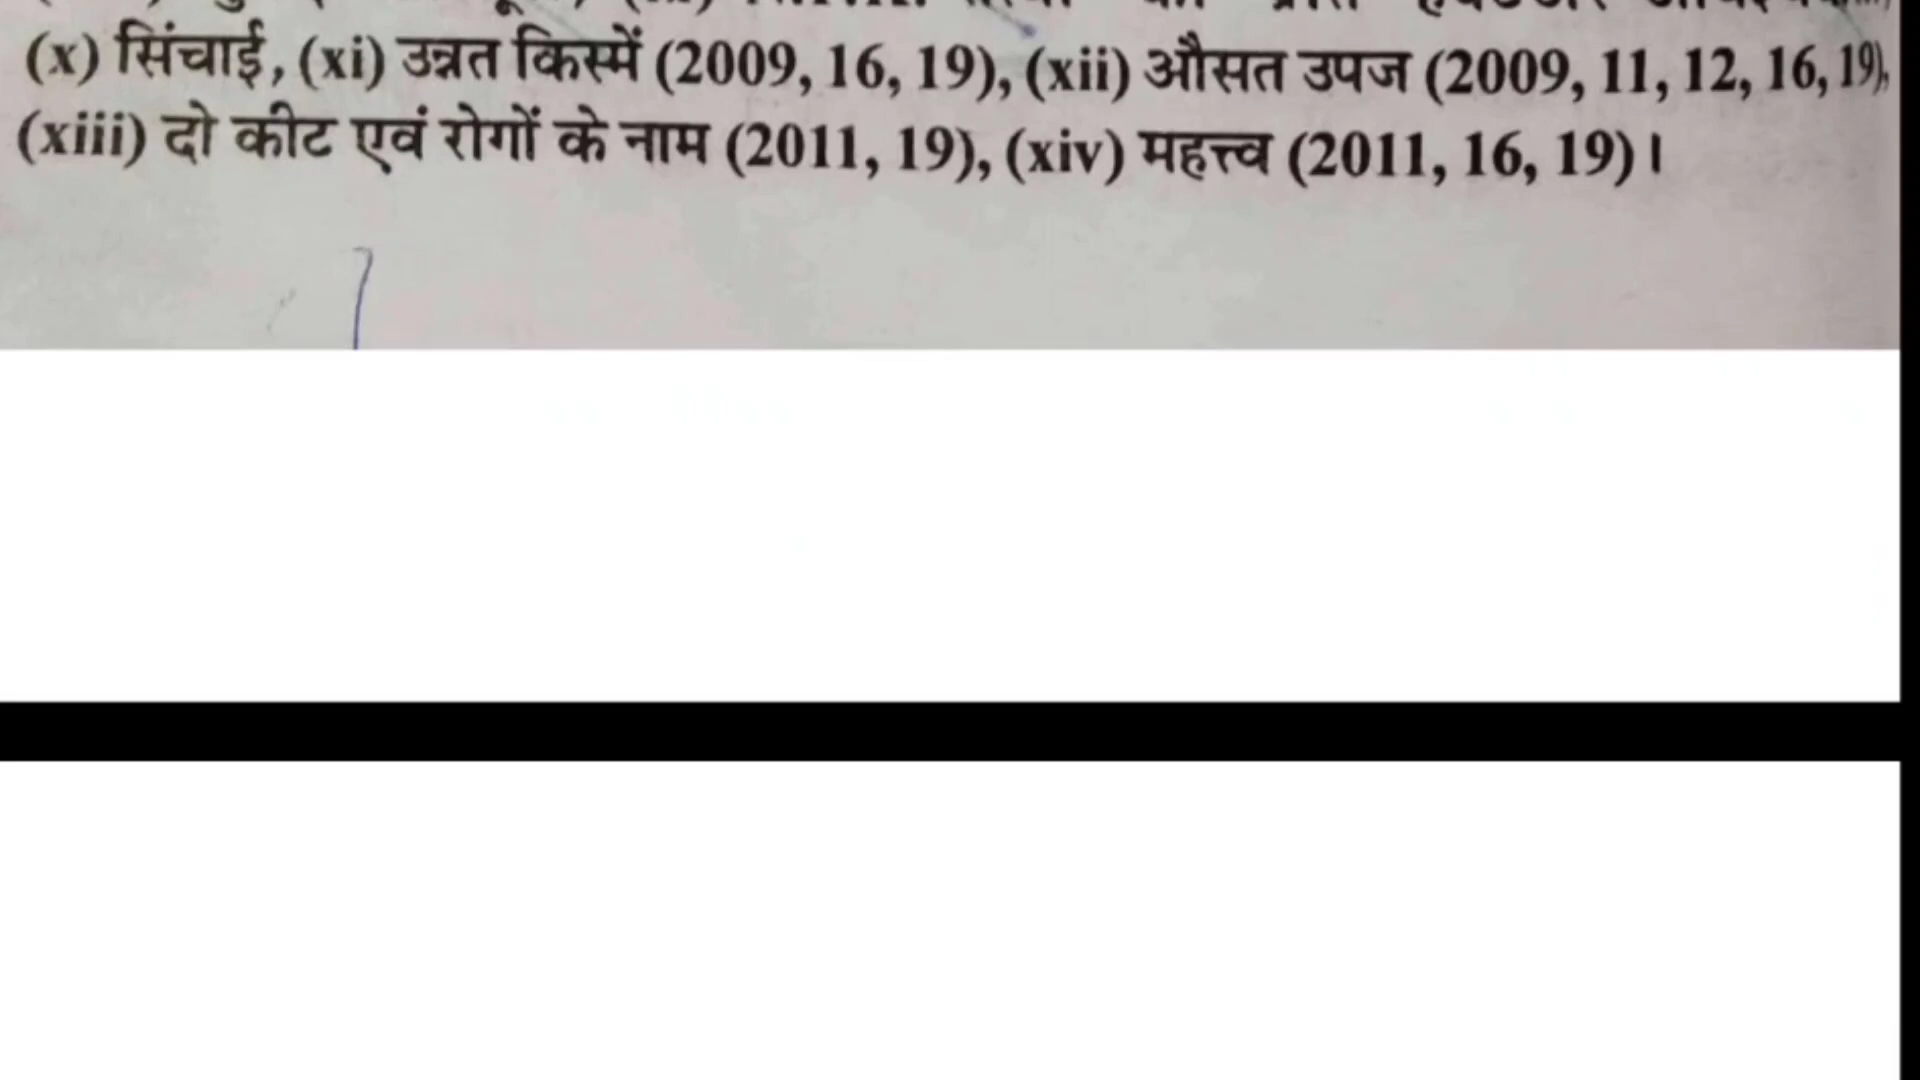 (x) सिंचाई, (xi) उन्नत किस्में (2009, 16, 19), (xii) औसत उपज (2009, 11, 12, 16, 19),
(xiii) दो कीट एवं रोगों के नाम (2011, 19), (xiv) महत्त्व (2011, 16, 19)।